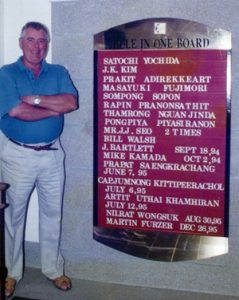 HOLE IN ONE BOARD
SATOCHI YOCHIDA
J.K. KIM
PRAKIT ADIREKKEART
MASAYUKI FUJIMORI
SOMPONG SOPON
RAPIN PRANONSATHIT
THAMRONG NGUANJINDA
PONGPIYA PIYASIRANON
MR.JJ. SEO 2 TIMES
BILL WALSH
J. BARTLETT SEPT 18,94
MIKE KAMADA OCT 2,94
PRAPAT SAENGKRACHANG
JUNE 7, 95
CAP.JUMNONG KITTIPEERACHOL
JULY 6,95
ARTIT UTHAI KHAMHIRAN
JULY 12,95
NILRAT WONGSUK AUG 30,95
MARTIN FURZER DEC 26,95